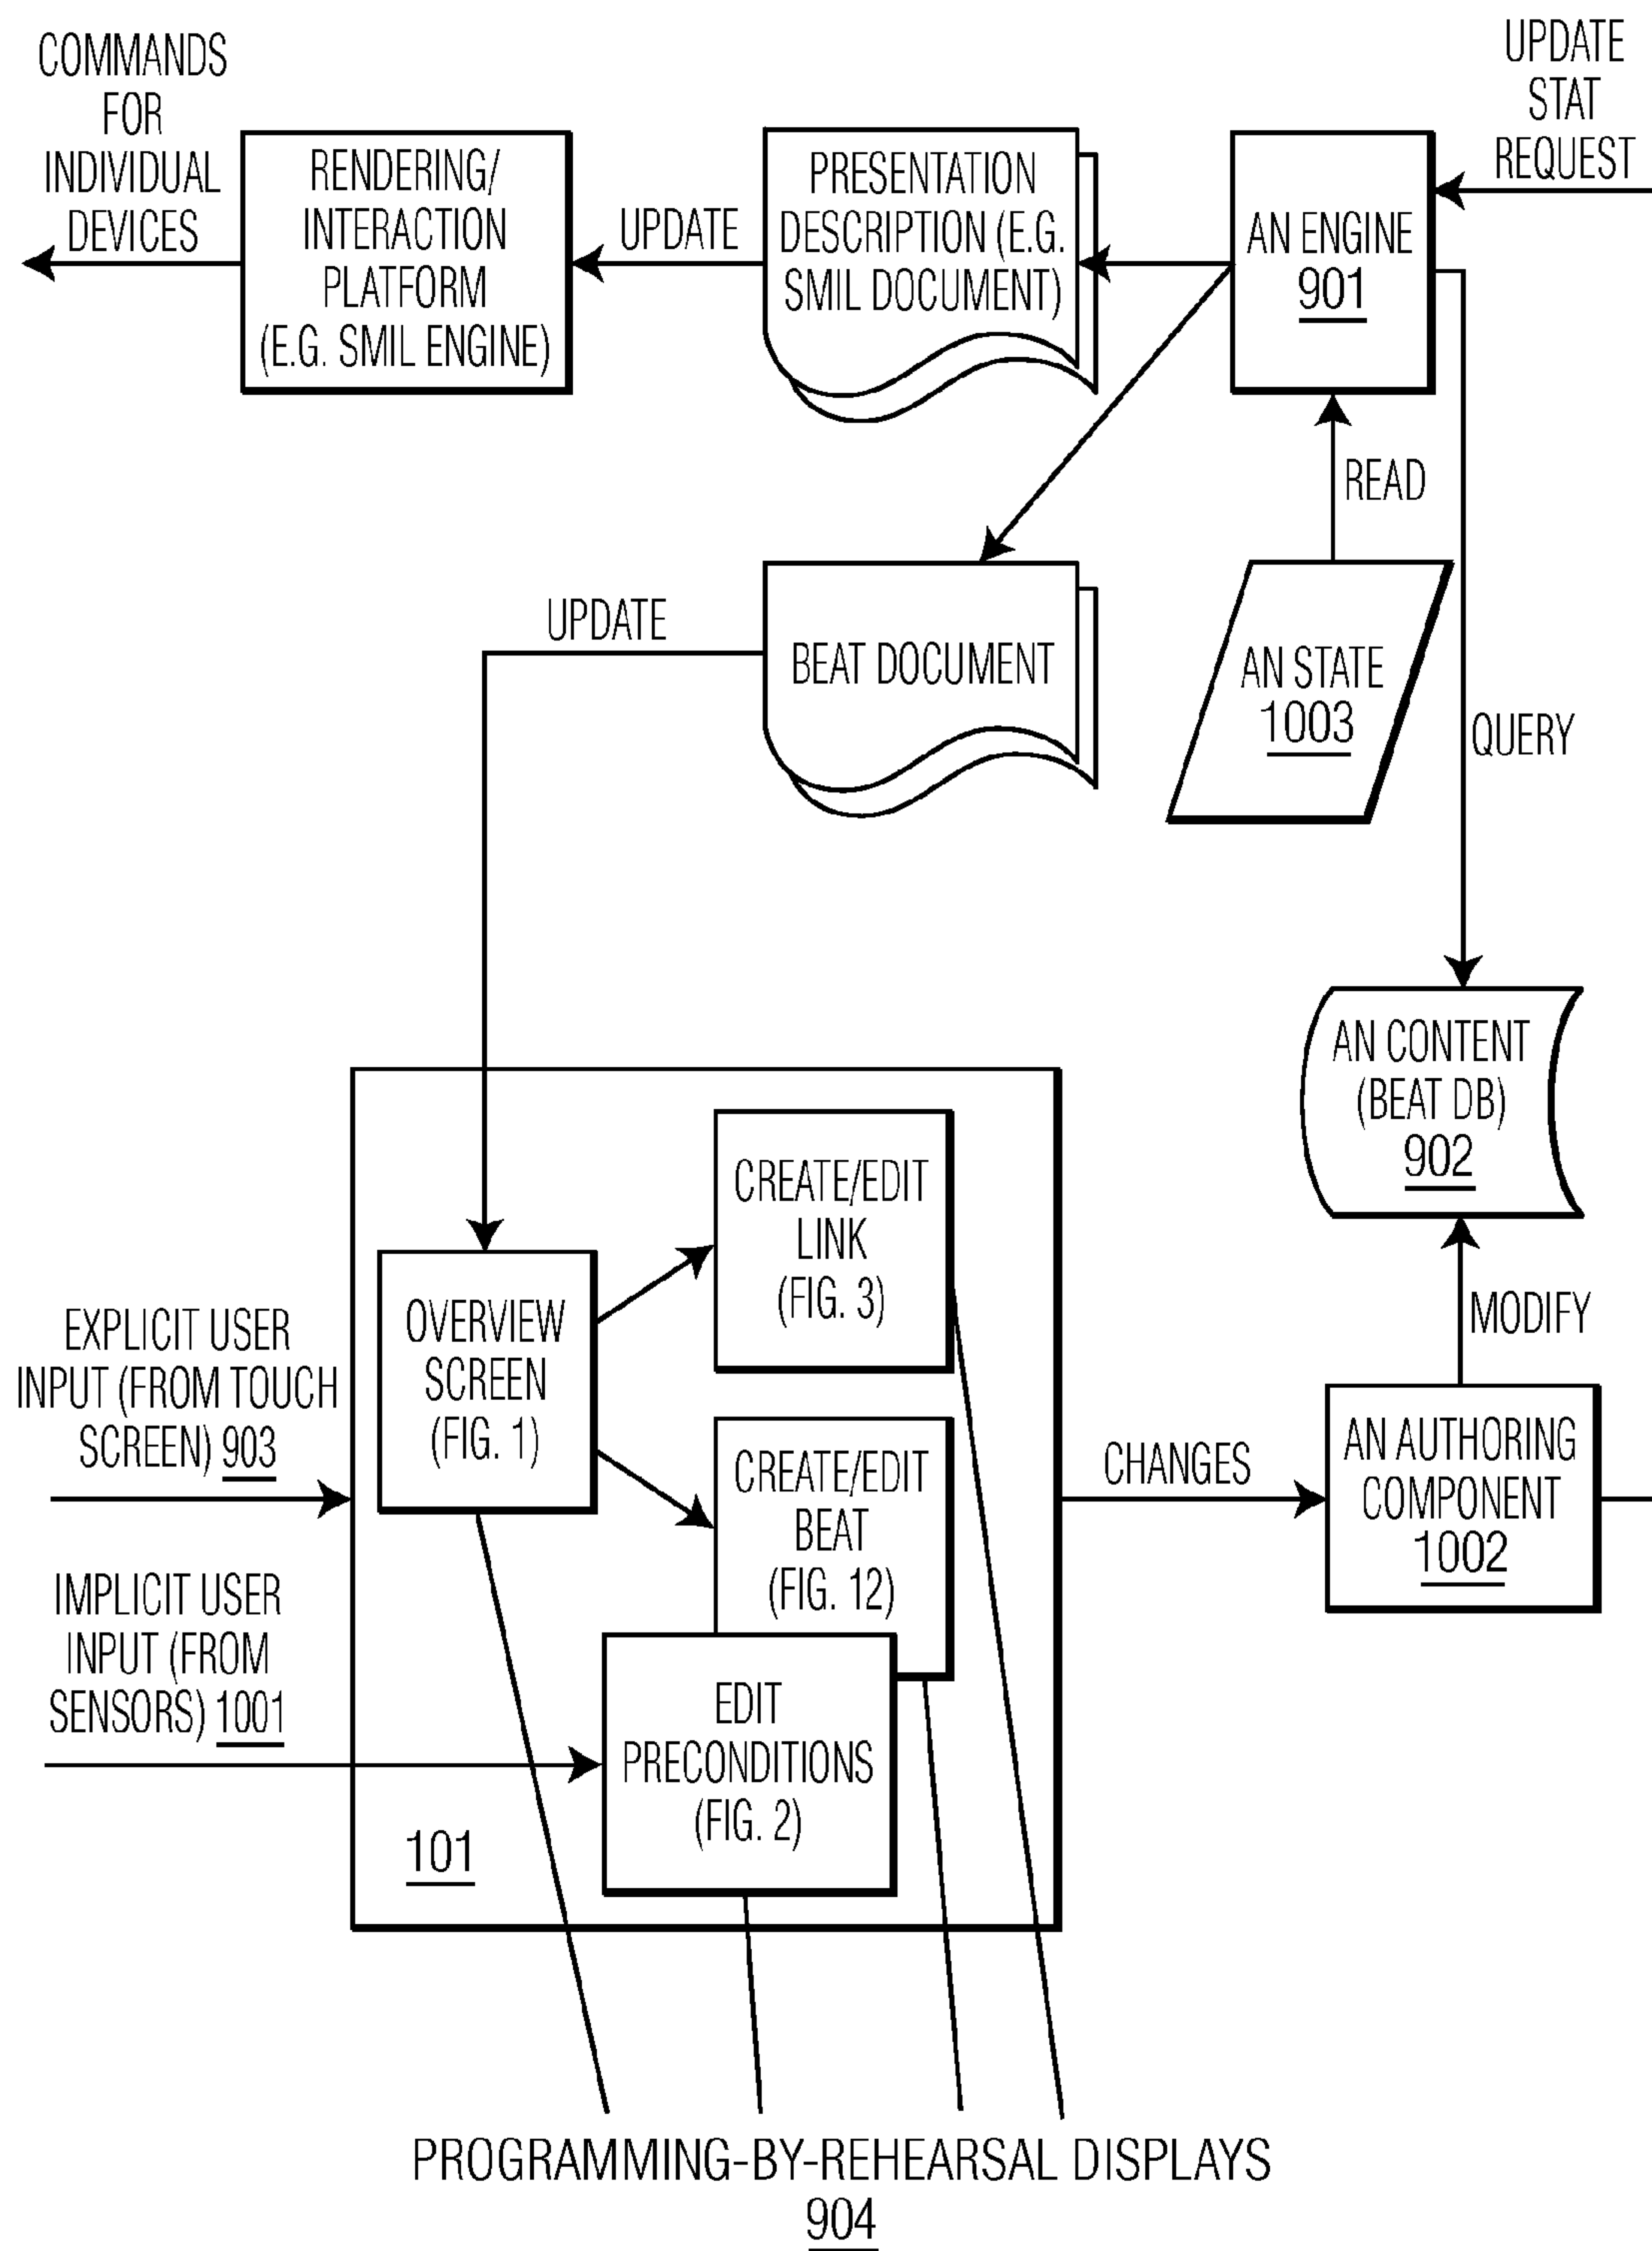 COMMANDS
FOR
INDIVIDUAL
DEVICES
RENDERING/
INTERACTION
PLATFORM
(E.G. SMIL ENGINE)
UPDATE
PRESENTATION
DESCRIPTION (E.G.
SMIL DOCUMENT)
AN ENGINE
901
UPDATE
STAT
REQUEST
READ
UPDATE
BEAT DOCUMENT
AN STATE
1003
QUERY
AN CONTENT
(BEAT DB)
902
MODIFY
EXPLICIT USER
INPUT (FROM TOUCH
SCREEN) 903
IMPLICIT USER
INPUT (FROM
SENSORS) 1001
OVERVIEW
SCREEN
(FIG. 1)
CREATE/EDIT
LINK
(FIG. 3)
CREATE/EDIT
BEAT
(FIG. 12)
EDIT
PRECONDITIONS
(FIG. 2)
101
CHANGES
AN AUTHORING
COMPONENT
1002
PROGRAMMING-BY-REHEARSAL DISPLAYS
904